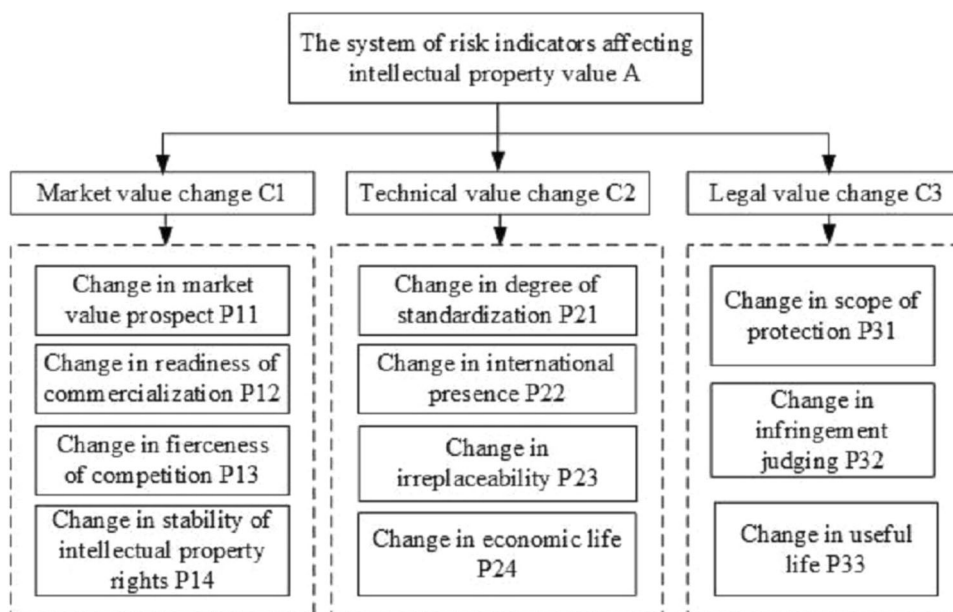 The system of risk indicators affecting
intellectual property value A
Market value change C1
Technical value change C2
Legal value change C3
Change in market
value prospect P11
Change in readiness of
commercialization P12
Change in fierceness
of competition P13
Change in stability of
intellectual property
rights P14
Change in degree of
standardization P21
Change in international
presence P22
Change in
irreplaceability P23
Change in economic life
P24
Change in scope of
protection P31
Change in
infringement
judging P32
Change in useful
life P33